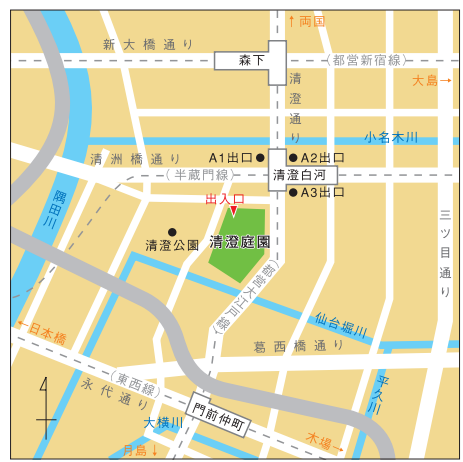 ↑両国
新大橋通り
森下
(都営新宿線)
大島→
清澄通り
小名木川
清洲橋通り
A1出口
A2出口
(半蔵門線)
清澄白河
A3出口
出入口
隅田川
清澄公園
清澄庭園
三ツ目通り
(都営大江戸線)
仙台堀川
←日本橋
葛西橋通り
(東西線)
永代通り
平久川
門前仲町
大横川
木場→
月島↓